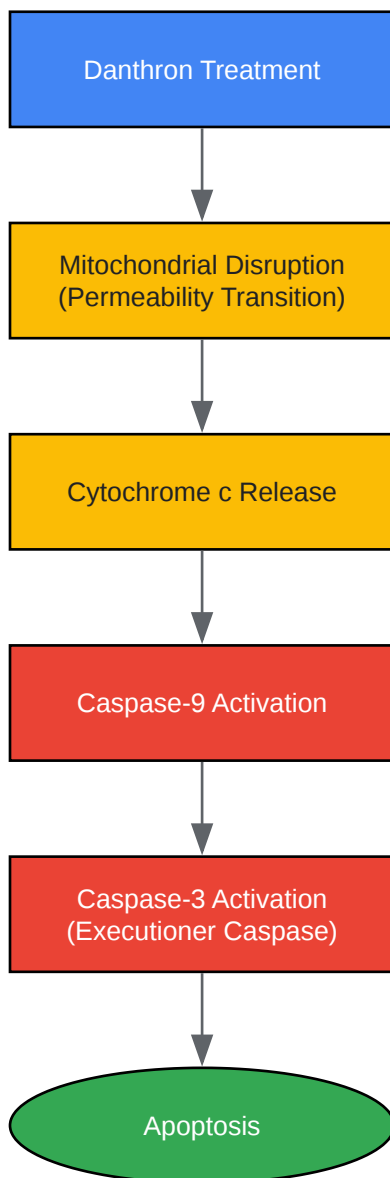 Danthron Treatment
Mitochondrial Disruption
(Permeability Transition)
Cytochrome c Release
Caspase-9 Activation
Caspase-3 Activation
(Executioner Caspase)
Apoptosis